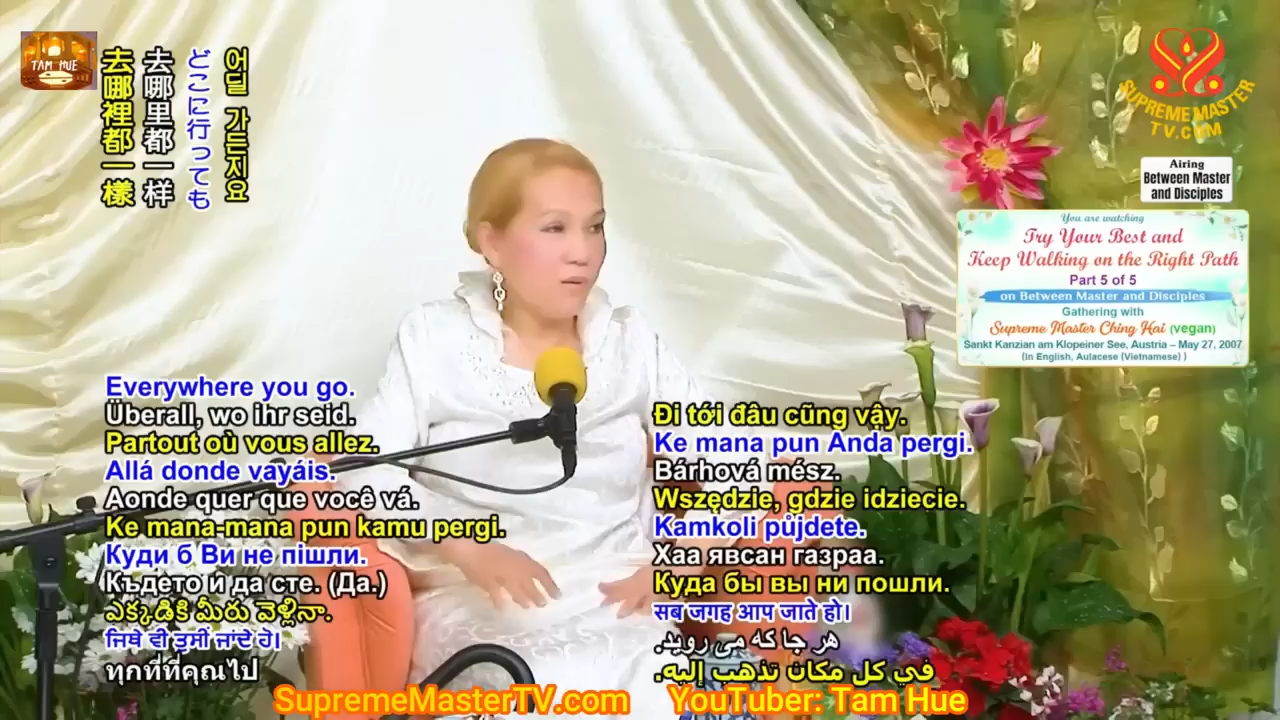 TAM HUE
去哪裡都一樣
去哪里都一样
どこに行っても
어딜 가든지요
SUPREME MASTER
TV.COM
Airing
Between Master
and Disciples
You are watching
Try Your Best and
Keep Walking on the Right Path
Part 5 of 5
on Between Master and Disciples
Gathering with
Supreme Master Ching Hai (vegan)
Sankt Kanzian am Klopeiner See, Austria – May 27, 2007
(In English, Aulacese (Vietnamese) )
Everywhere you go.
Überall, wo ihr seid.
Partout où vous allez.
Allá donde vayáis.
Aonde quer que você vá.
Ke mana-mana pun kamu pergi.
Куди б Ви не пішли.
Където и да сте. (Да.)
ఎక్కడికి మీరు వెళ్లినా.
ਜਿਥੇ ਵੀ ਤੁਸੀਂ ਜਾਂਦੇ ਹੋ।
ทุกที่ที่คุณไป
Đi tới đâu cũng vậy.
Ke mana pun Anda pergi.
Bárhová mész.
Wszędzie, gdzie idziecie.
Kamkoli půjdete.
Хаа явсан газраа.
Куда бы вы ни пошли.
सब जगह आप जाते हो।
هر جا که می روید.
في كل مكان تذهب إليه.
SupremeMasterTV.com YouTuber: Tam Hue